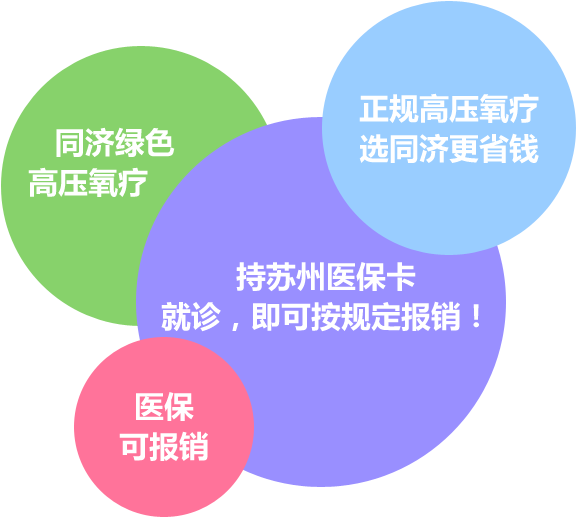 同济绿色
高压氧疗
正规高压氧疗
选同济更省钱
持苏州医保卡
就诊，即可按规定报销！
医保
可报销